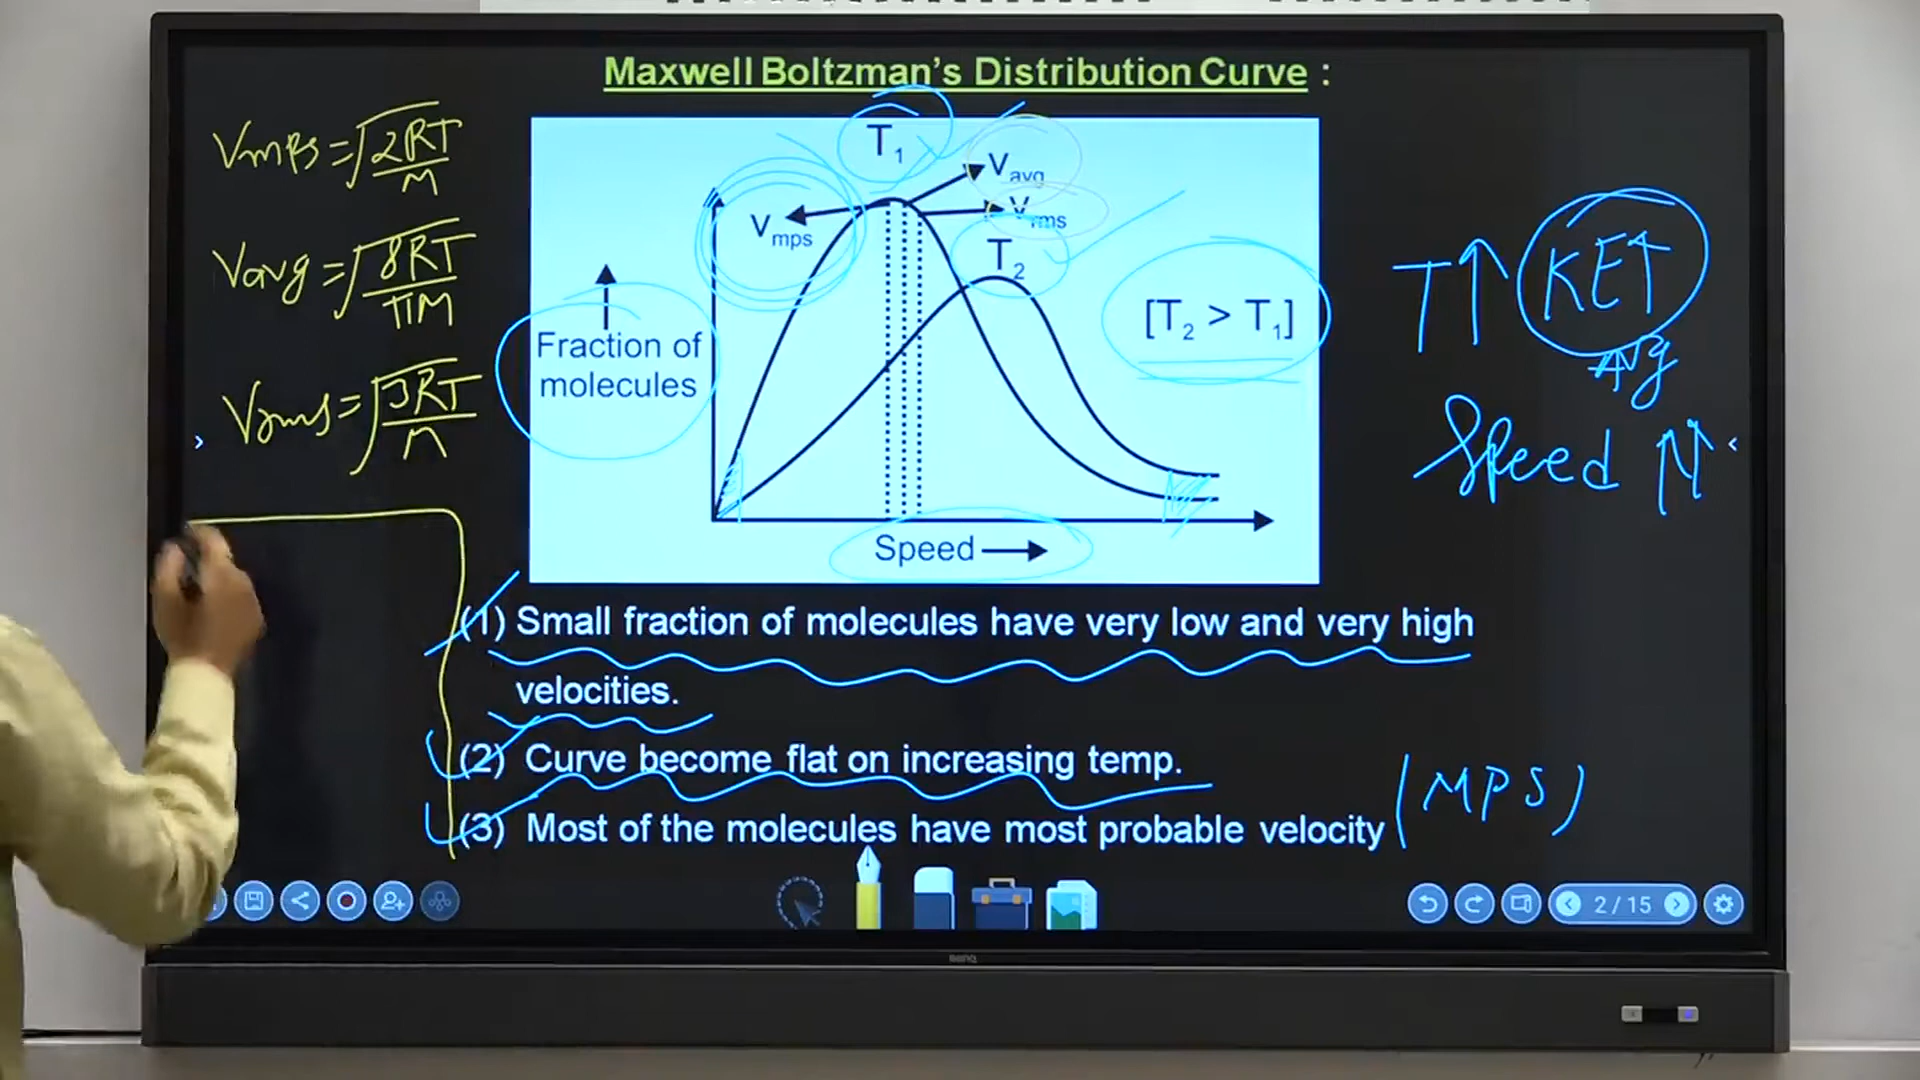 Maxwell Boltzman's Distribution Curve :
Vmps = √2RT/M
Vavg = √8RT/πM
Vrms = √3RT/M
T1
Vavg
Vmps
Vrms
T2
[T2 > T1]
Fraction of
molecules
Speed
T↑ KE↑
Avg
Speed ↑↑
(1) Small fraction of molecules have very low and very high
velocities.
(2) Curve become flat on increasing temp.
(3) Most of the molecules have most probable velocity (MPS)
2 / 15
BENQ